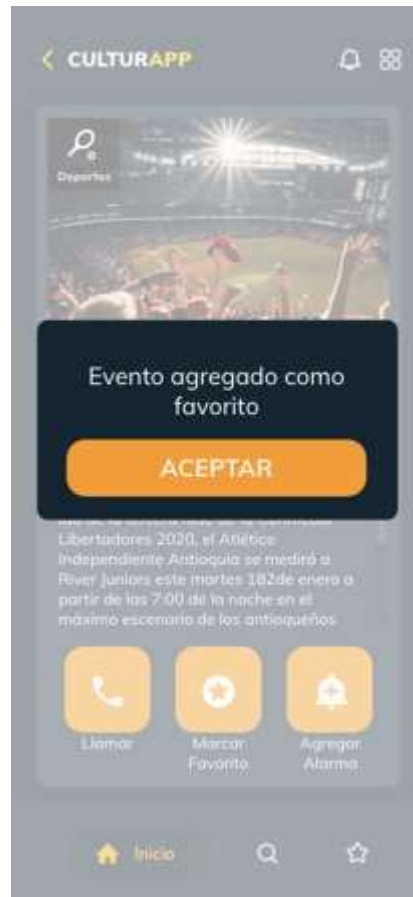 CULTURAPP
Deportes
Evento agregado como
favorito
ACEPTAR
Libertadores 2020, el Atlético
Independiente Antioquia se medirá a
River Juniors este martes 182de enero a
partir de las 7:00 de la noche en el
máximo escenario de los antioqueños
Llamar
Marcar
Favorito
Agregar
Alarma
Inicio